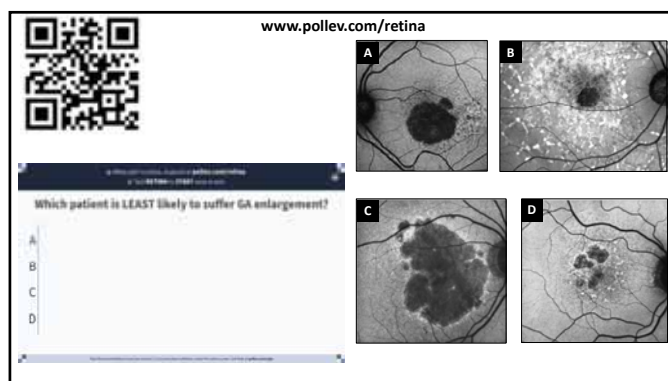 www.pollev.com/retina
A
B
Which patient is LEAST likely to suffer GA enlargement?
A
B
C
D
C
D